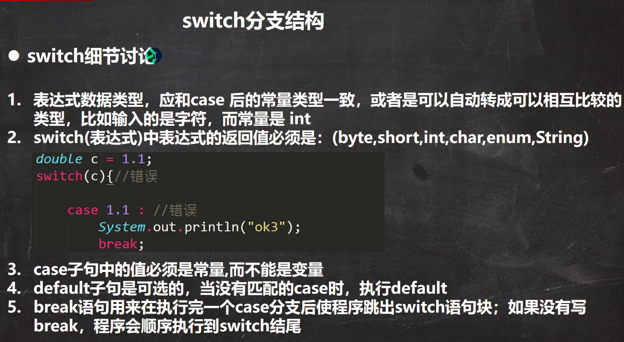 switch分支结构
● switch细节讨论
1. 表达式数据类型，应和case 后的常量类型一致，或者是可以自动转成可以相互比较的
类型，比如输入的是字符，而常量是 int
2. switch(表达式)中表达式的返回值必须是：(byte,short,int,char,enum,String)
double c = 1.1;
switch(c){//错误
case 1.1 : //错误
System.out.println("ok3");
break;
3. case子句中的值必须是常量,而不能是变量
4. default子句是可选的，当没有匹配的case时，执行default
5. break语句用来在执行完一个case分支后使程序跳出switch语句块；如果没有写
break，程序会顺序执行到switch结尾